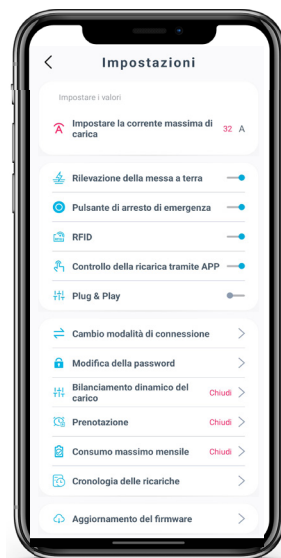 Impostazioni
Impostare i valori
Impostare la corrente massima di
carica
32 A
Rilevazione della messa a terra
Pulsante di arresto di emergenza
RFID
Controllo della ricarica tramite APP
Plug & Play
Cambio modalità di connessione
Modifica della password
Bilanciamento dinamico del
carico
Chiudi
Prenotazione
Chiudi
Consumo massimo mensile
Chiudi
Cronologia delle ricariche
Aggiornamento del firmware